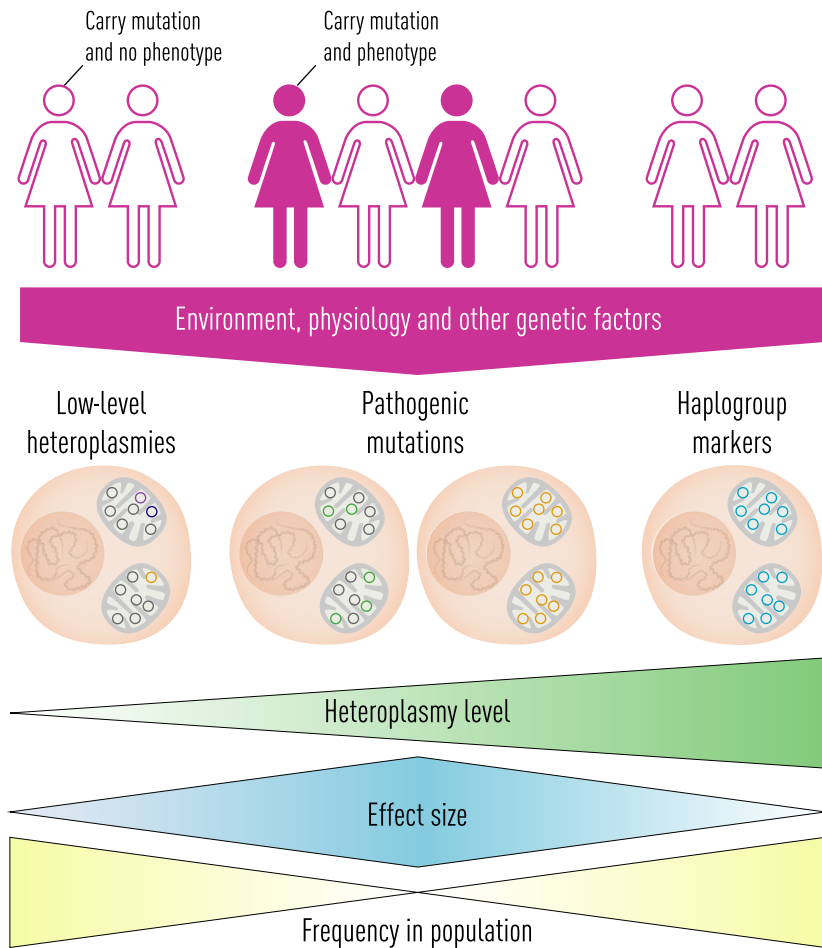 Carry mutation
and no phenotype
Carry mutation
and phenotype
Environment, physiology and other genetic factors
Low-level
heteroplasmies
Pathogenic
mutations
Haplogroup
markers
Heteroplasmy level
Effect size
Frequency in population